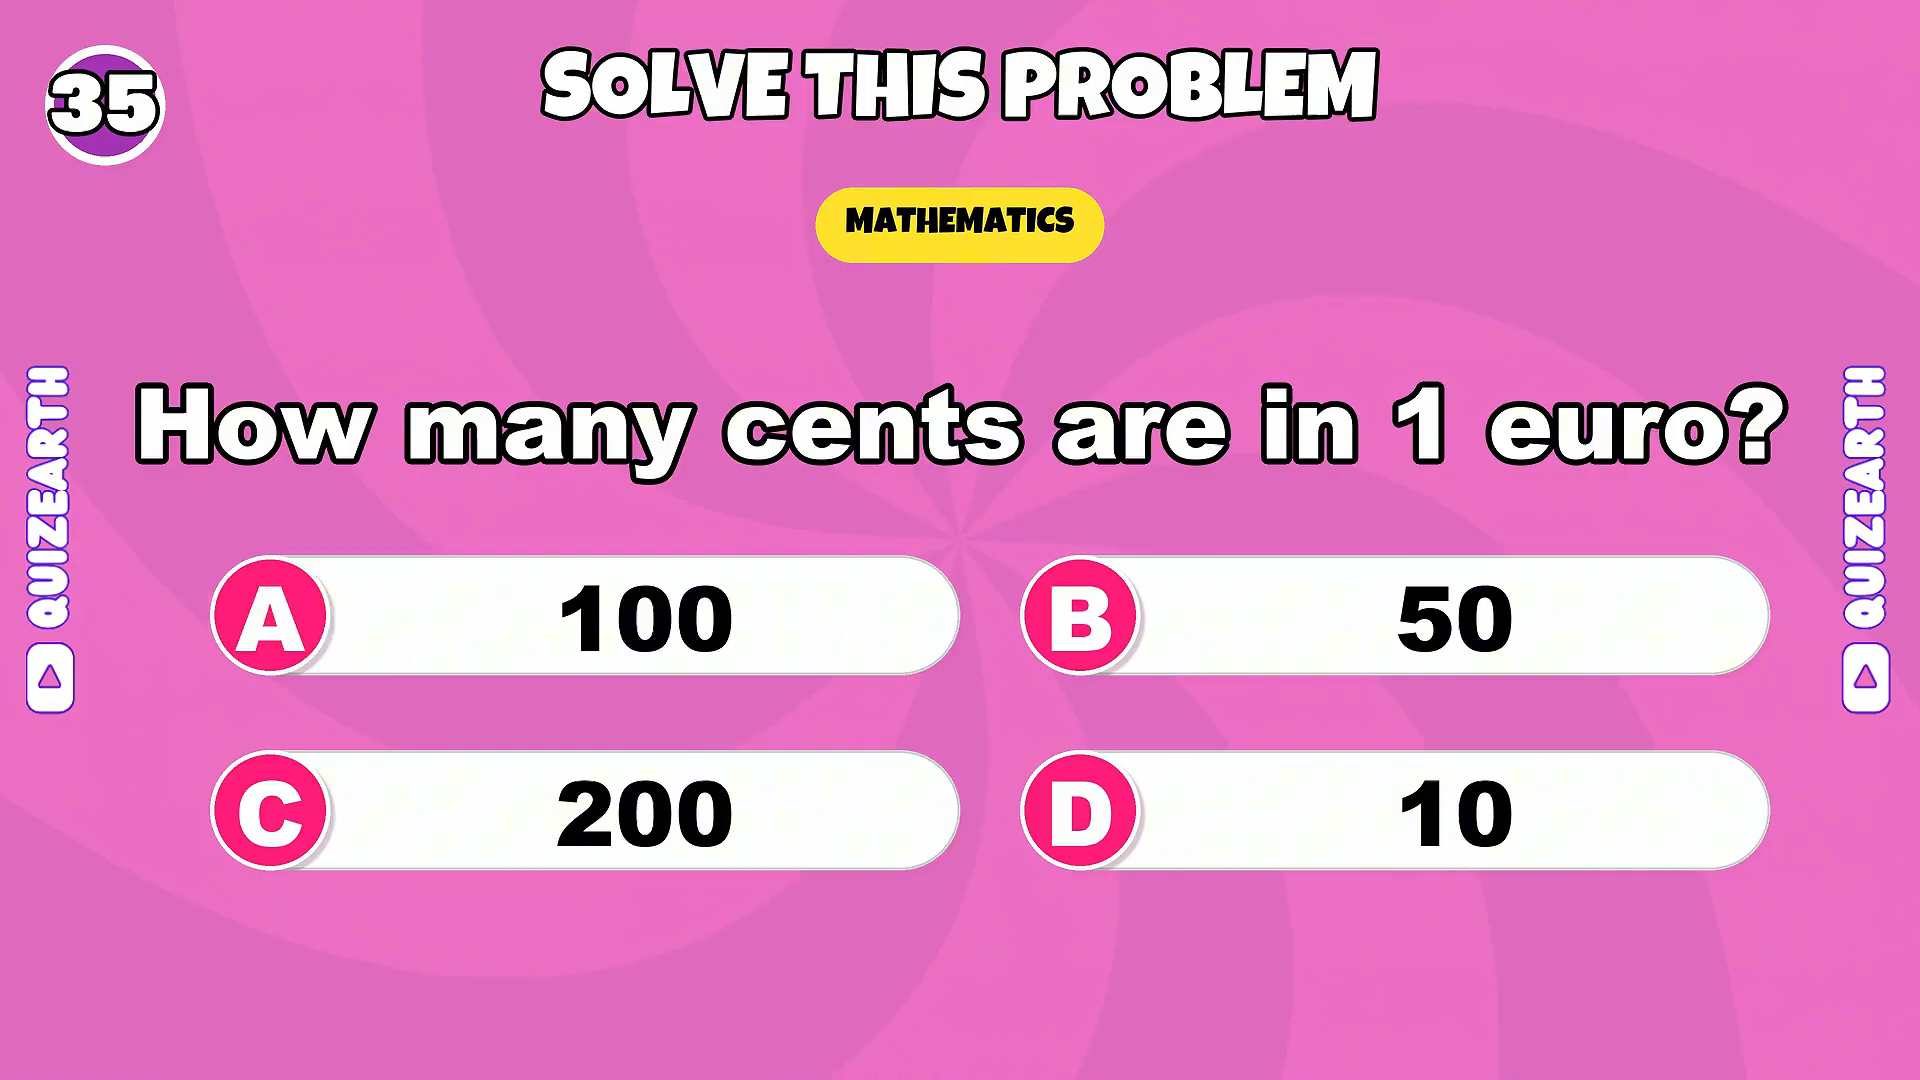 35
SOLVE THIS PROBLEM
MATHEMATICS
How many cents are in 1 euro?
A 100
B 50
C 200
D 10
QUIZEARTH
QUIZEARTH